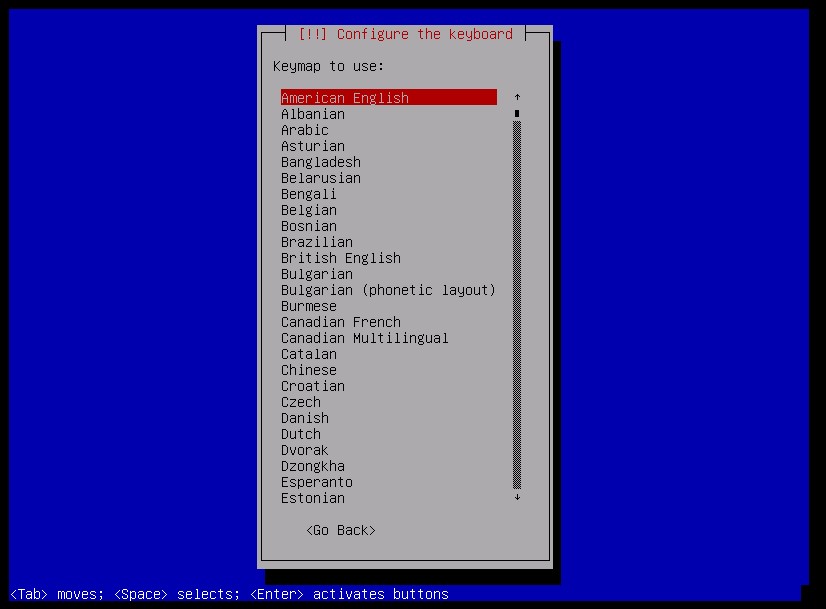 [!!] Configure the keyboard
Keymap to use:
American English
Albanian
Arabic
Asturian
Bangladesh
Belarusian
Bengali
Belgian
Bosnian
Brazilian
British English
Bulgarian
Bulgarian (phonetic layout)
Burmese
Canadian French
Canadian Multilingual
Catalan
Chinese
Croatian
Czech
Danish
Dutch
Dvorak
Dzongkha
Esperanto
Estonian
<Go Back>
<Tab> moves; <Space> selects; <Enter> activates buttons